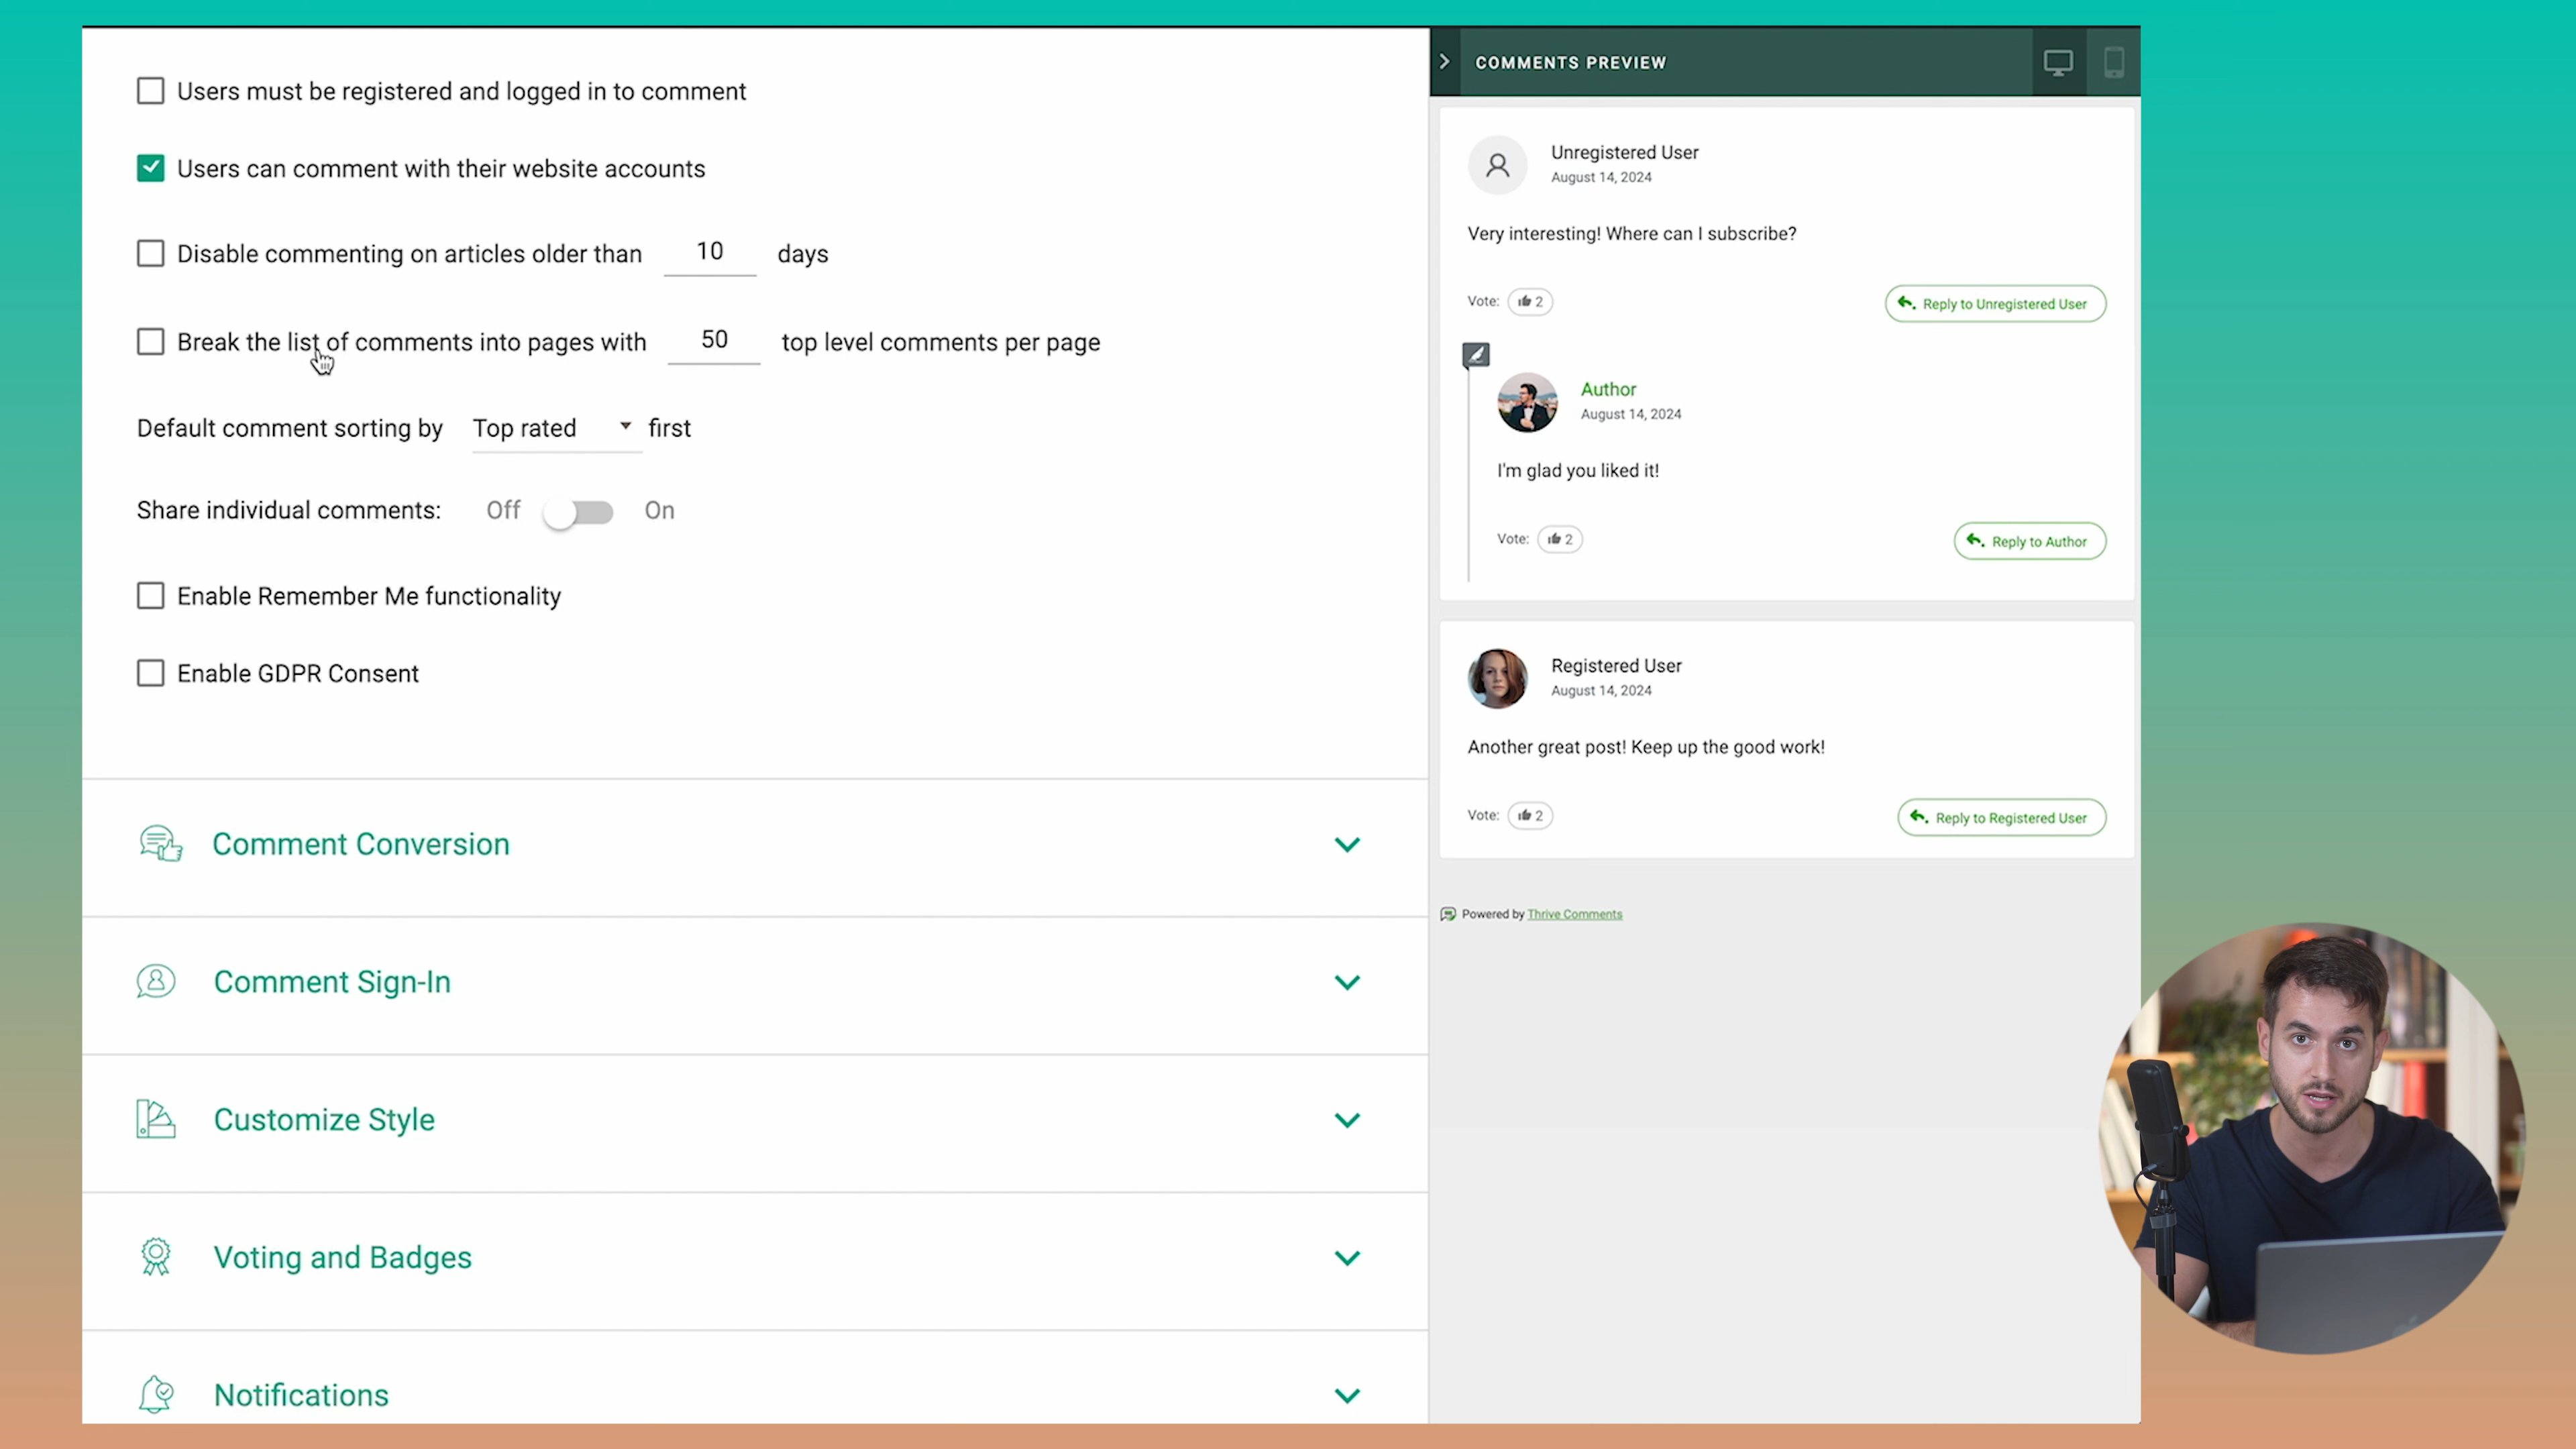 Users must be registered and logged in to comment
Users can comment with their website accounts
Disable commenting on articles older than 10 days
Break the list of comments into pages with 50 top level comments per page
Default comment sorting by Top rated first
Share individual comments: Off On
Enable Remember Me functionality
Enable GDPR Consent
Comment Conversion
Comment Sign-In
Customize Style
Voting and Badges
Notifications
COMMENTS PREVIEW
Unregistered User
August 14, 2024
Very interesting! Where can I subscribe?
Vote: 2
Reply to Unregistered User
Author
August 14, 2024
I'm glad you liked it!
Vote: 2
Reply to Author
Registered User
August 14, 2024
Another great post! Keep up the good work!
Vote: 2
Reply to Registered User
Powered by Thrive Comments